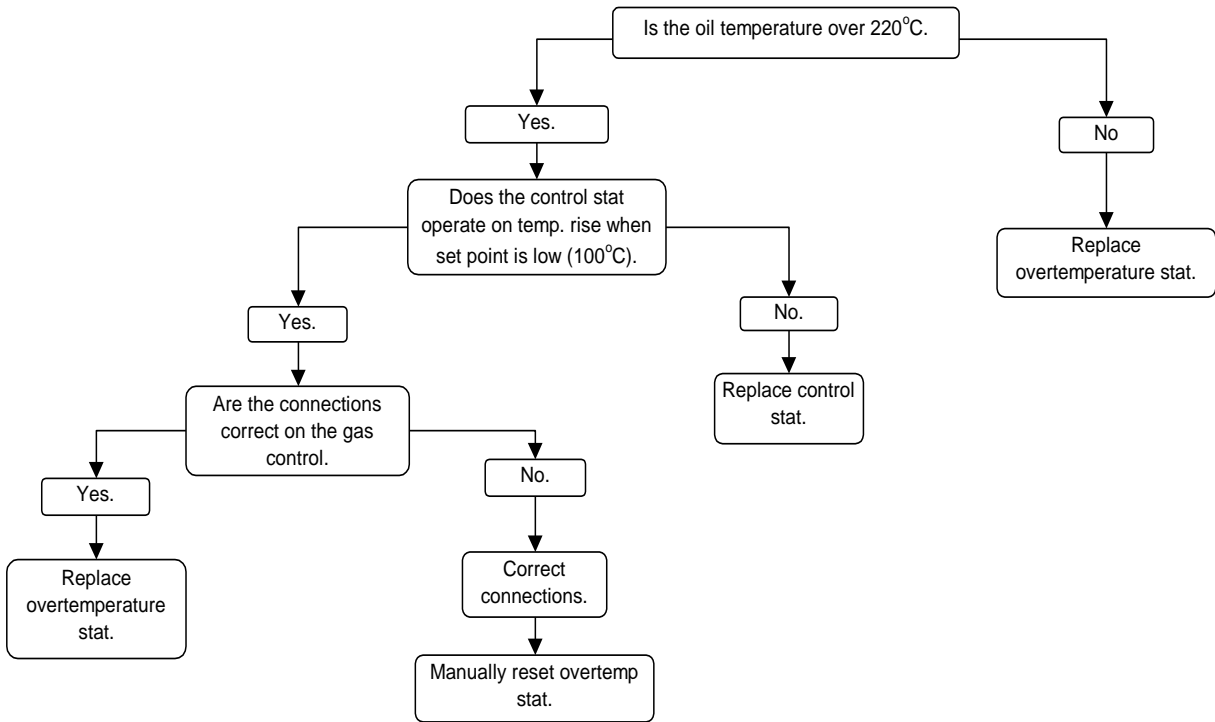 Is the oil temperature over 220°C.
Yes.
No
Does the control stat
operate on temp. rise when
set point is low (100°C).
Replace
overtemperature stat.
Yes.
No.
Are the connections
correct on the gas
control.
Replace control
stat.
Yes.
No.
Replace
overtemperature
stat.
Correct
connections.
Manually reset overtemp
stat.